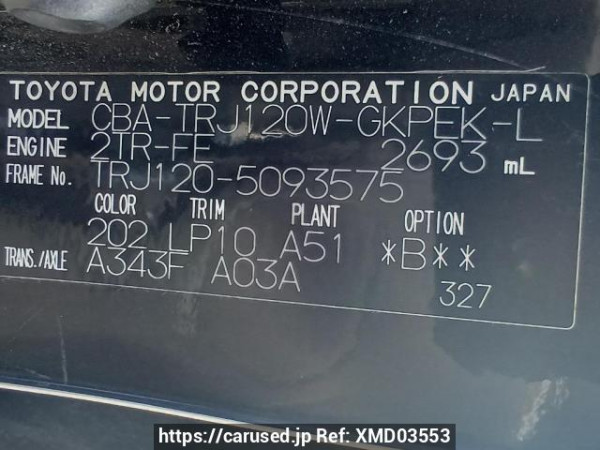 TOYOTA MOTOR CORPORATION JAPAN
MODEL CBA-TRJ120W-GKPEK-L
ENGINE 2TR-FE 2693 mL
FRAME No. TRJ120-5093575
COLOR TRIM PLANT OPTION
202 LP10 A51 *B**
TRANS./AXLE A343F A03A
327
https://carused.jp Ref: XMD03553